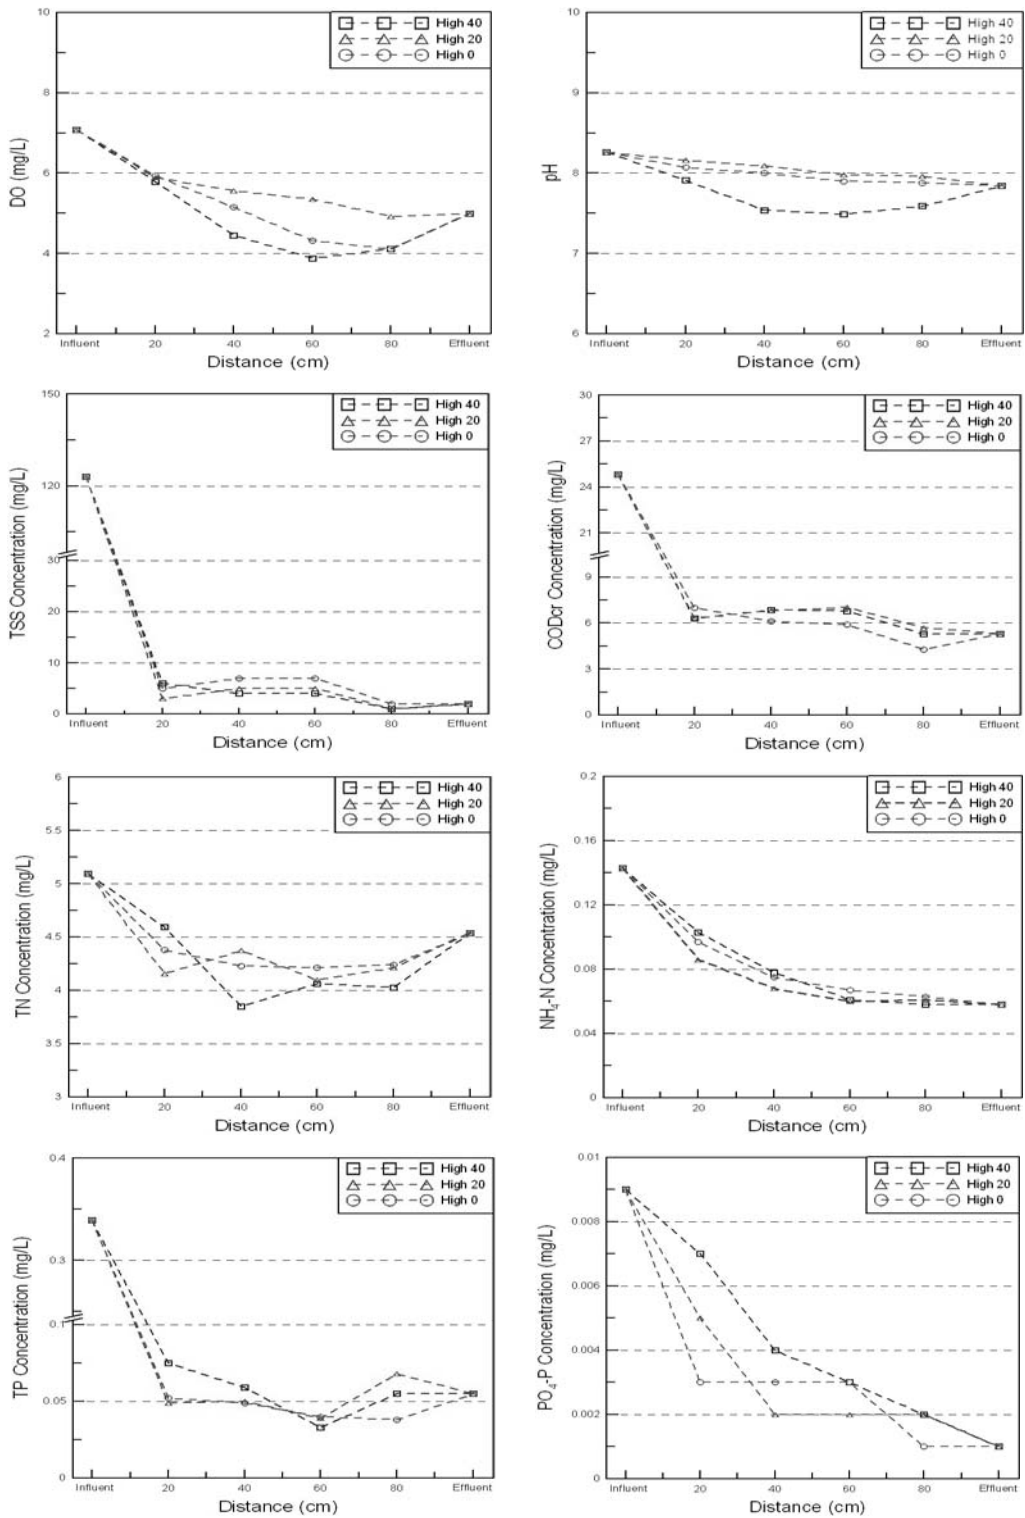 10
8
6
4
2
DO (mg/L)
High 40
High 20
High 0
Influent 20 40 60 80 Effluent
Distance (cm)
10
9
8
7
6
pH
High 40
High 20
High 0
Influent 20 40 60 80 Effluent
Distance (cm)
150
120
30
20
10
0
TSS Concentration (mg/L)
High 40
High 20
High 0
Influent 20 40 60 80 Effluent
Distance (cm)
30
27
24
21
9
6
3
0
CODcr Concentration (mg/L)
High 40
High 20
High 0
Influent 20 40 60 80 Effluent
Distance (cm)
6
5.5
5
4.5
4
3.5
3
TN Concentration (mg/L)
High 40
High 20
High 0
Influent 20 40 60 80 Effluent
Distance (cm)
0.2
0.16
0.12
0.08
0.04
0
NH₄-N Concentration (mg/L)
High 40
High 20
High 0
Influent 20 40 60 80 Effluent
Distance (cm)
0.4
0.3
0.1
0.05
0
TP Concentration (mg/L)
High 40
High 20
High 0
Influent 20 40 60 80 Effluent
Distance (cm)
0.01
0.008
0.006
0.004
0.002
0
PO₄-P Concentration (mg/L)
High 40
High 20
High 0
Influent 20 40 60 80 Effluent
Distance (cm)